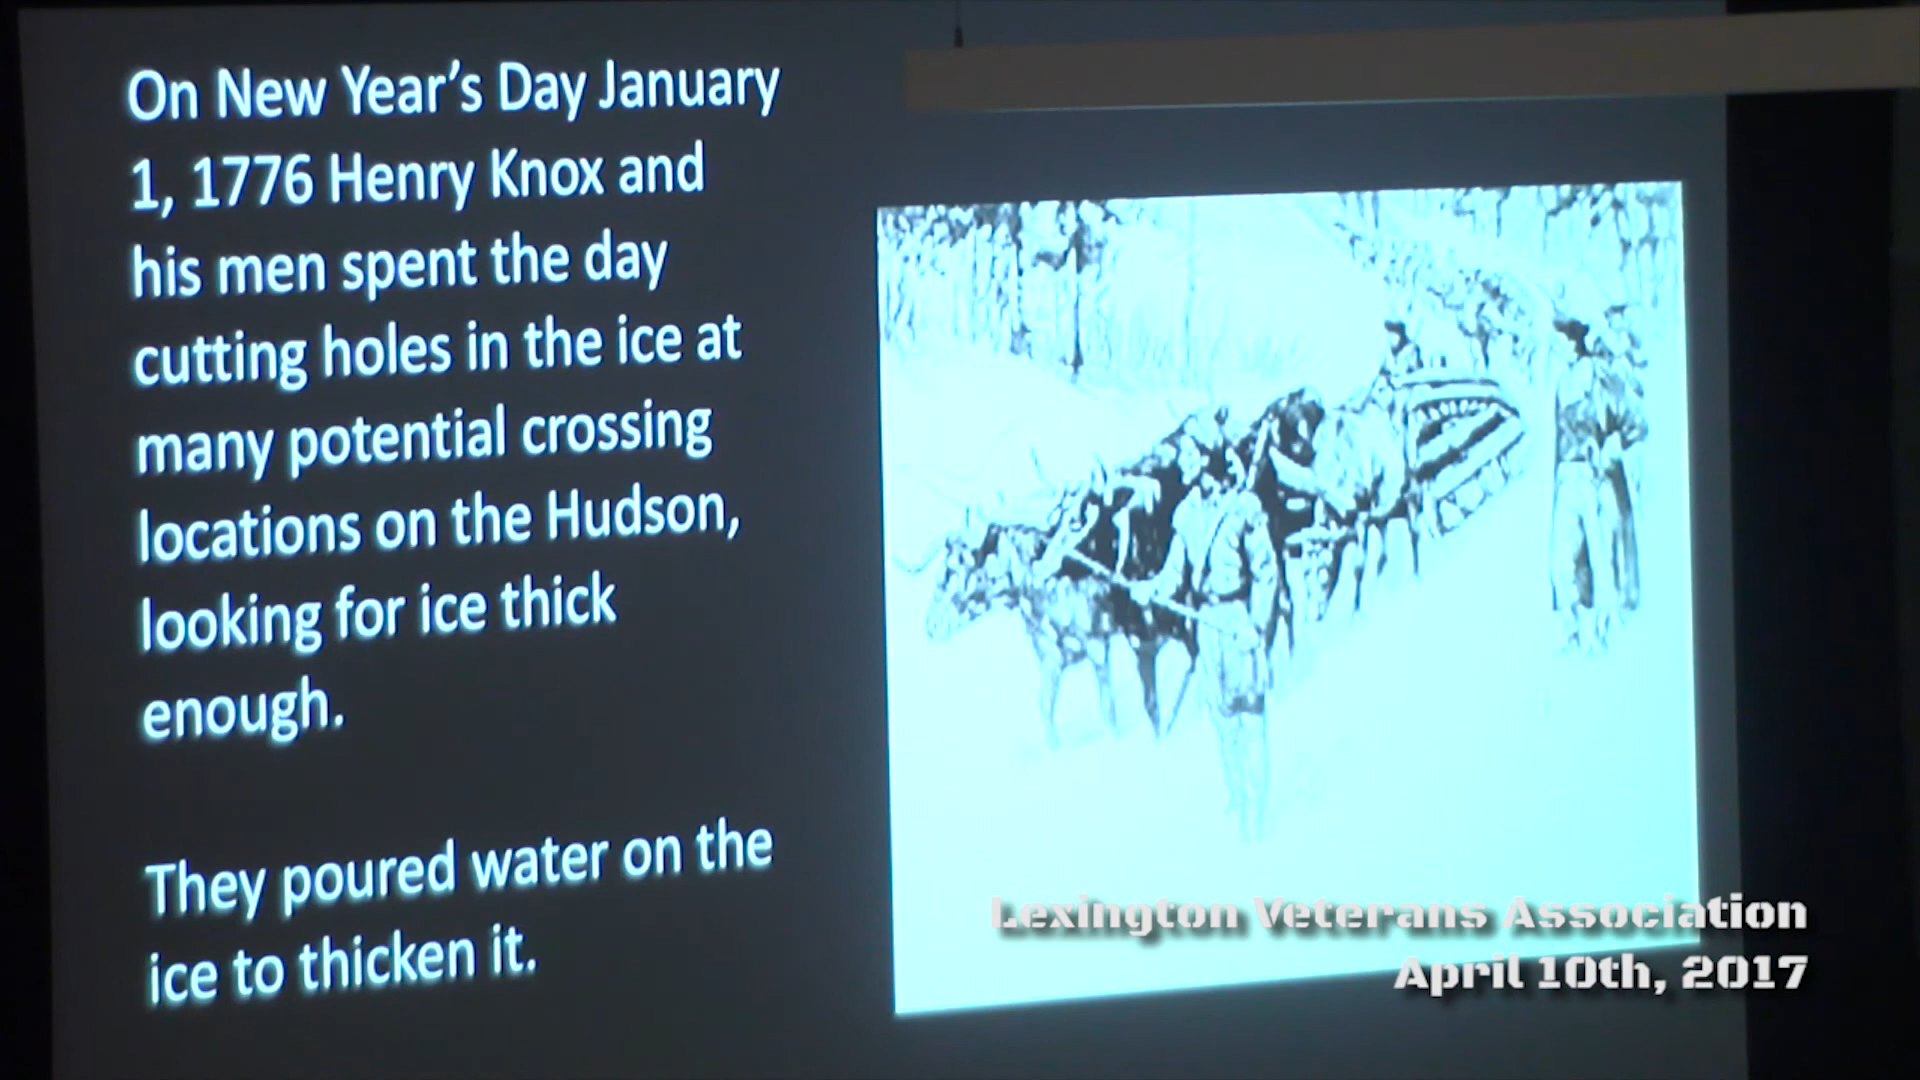 On New Year's Day January
1, 1776 Henry Knox and
his men spent the day
cutting holes in the ice at
many potential crossing
locations on the Hudson,
looking for ice thick
enough.
They poured water on the
ice to thicken it.
Lexington Veterans Association
April 10th, 2017